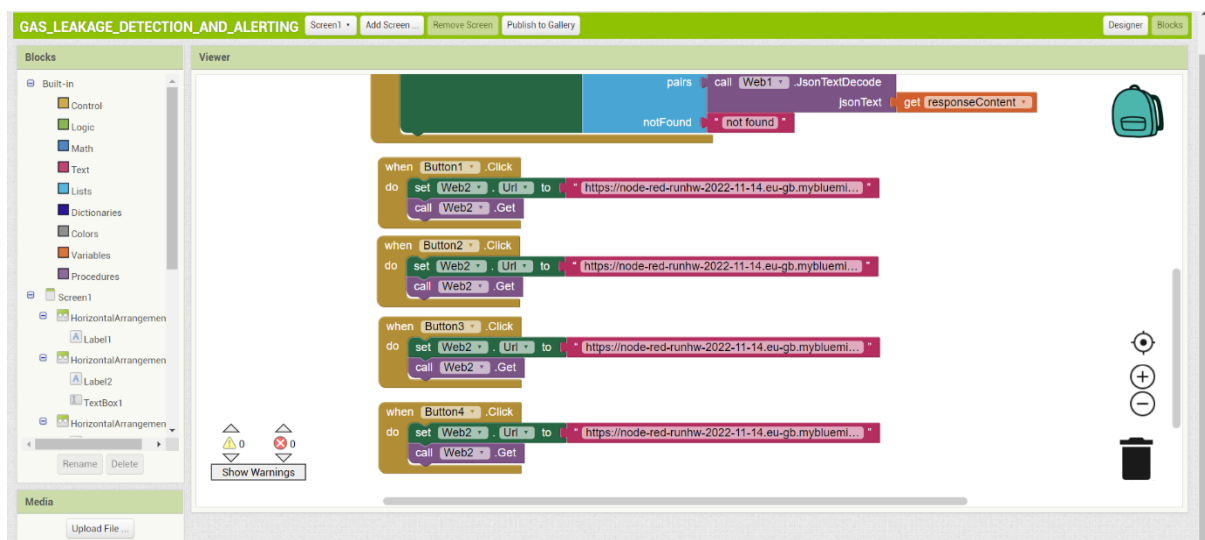 GAS_LEAKAGE_DETECTION_AND_ALERTING Screen1 Add Screen ... Remove Screen Publish to Gallery Designer Blocks
Blocks
Built-in
Control
Logic
Math
Text
Lists
Dictionaries
Colors
Variables
Procedures
Screen1
HorizontalArrangemen
Label1
HorizontalArrangemen
Label2
TextBox1
HorizontalArrangemen
Rename Delete
Media
Upload File ...
Viewer
pairs call Web1 .JsonTextDecode
jsonText get responseContent
notFound " not found "
when Button1 .Click
do set Web2 . Url to " https://node-red-runhw-2022-11-14.eu-gb.mybluemi... "
call Web2 .Get
when Button2 .Click
do set Web2 . Url to " https://node-red-runhw-2022-11-14.eu-gb.mybluemi... "
call Web2 .Get
when Button3 .Click
do set Web2 . Url to " https://node-red-runhw-2022-11-14.eu-gb.mybluemi... "
call Web2 .Get
when Button4 .Click
do set Web2 . Url to " https://node-red-runhw-2022-11-14.eu-gb.mybluemi... "
call Web2 .Get
0 0
Show Warnings